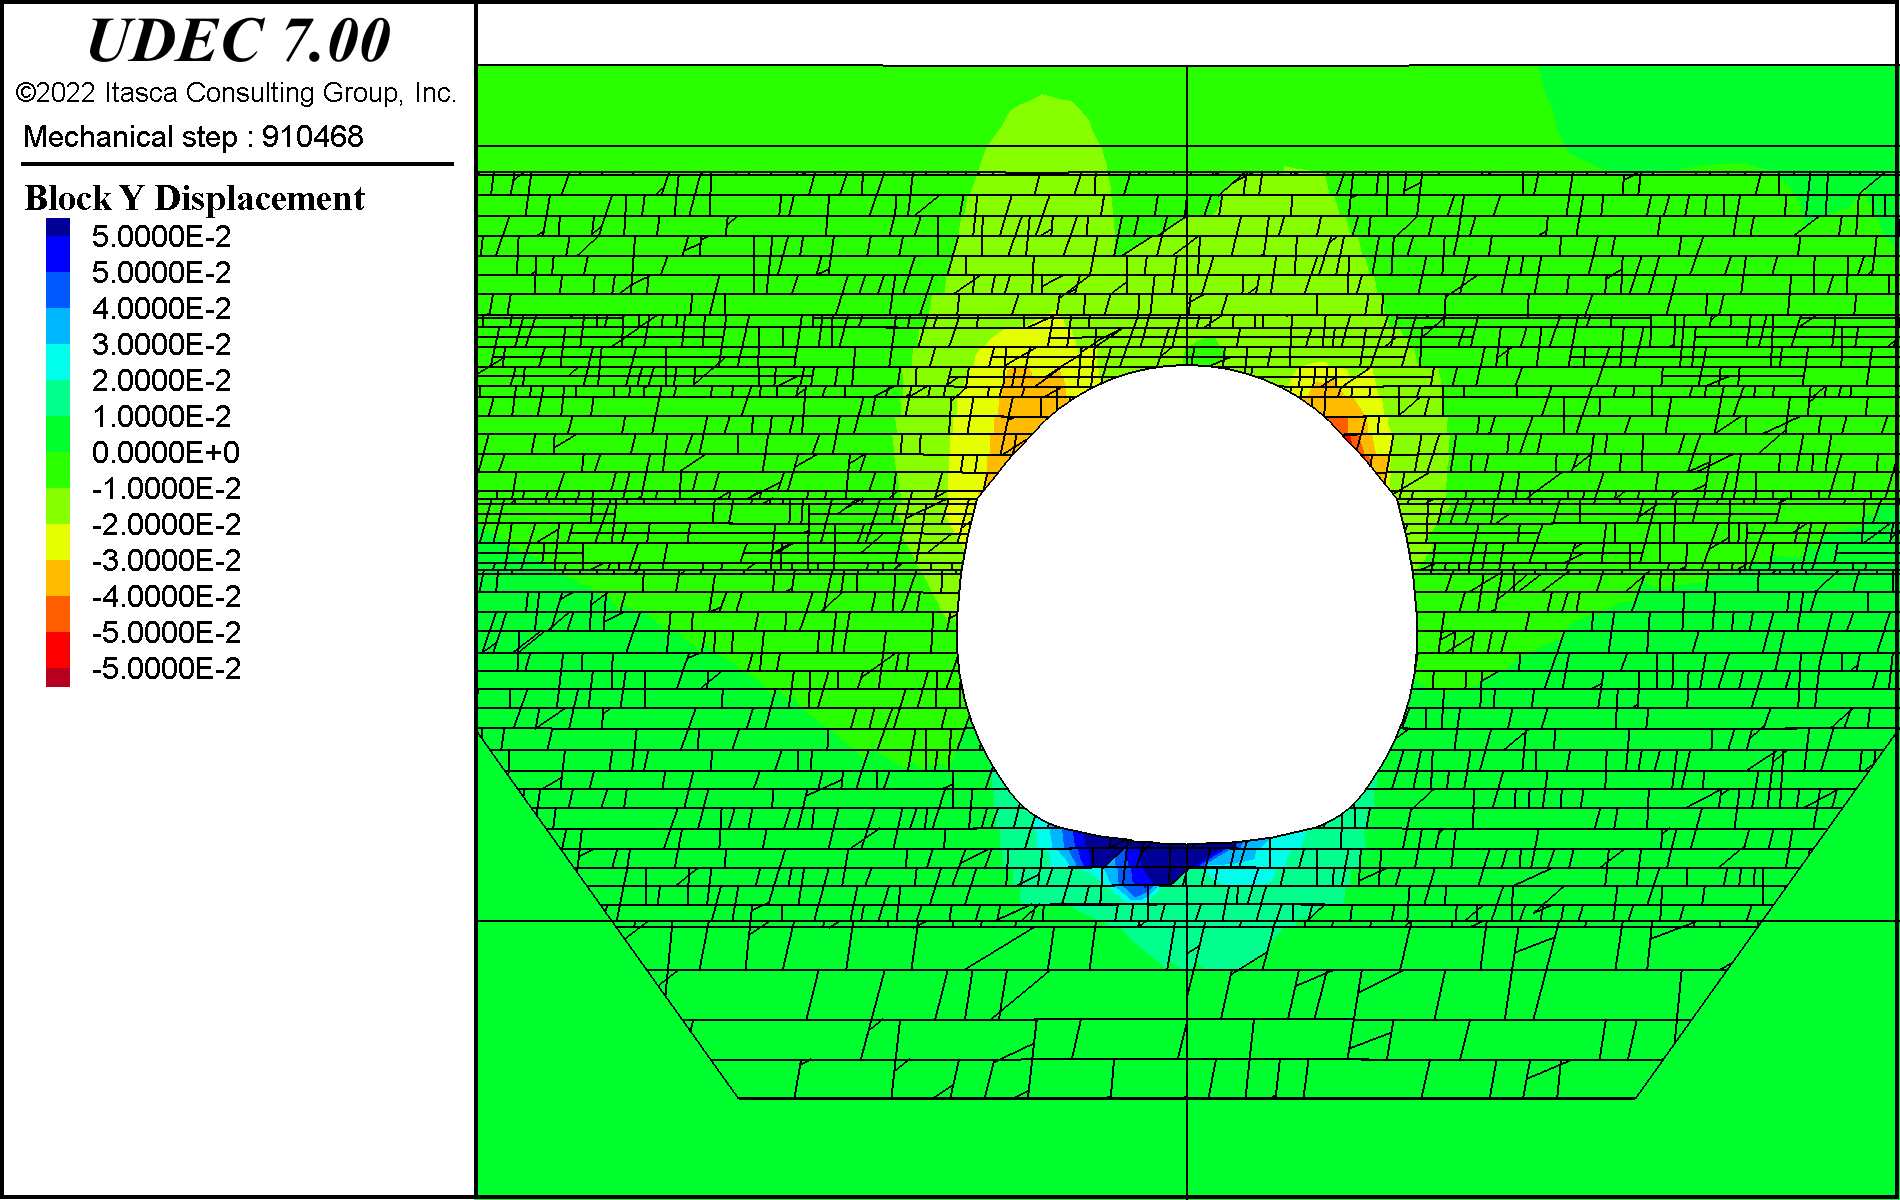 UDEC 7.00
©2022 Itasca Consulting Group, Inc.
Mechanical step : 910468
Block Y Displacement
5.0000E-2
5.0000E-2
4.0000E-2
3.0000E-2
2.0000E-2
1.0000E-2
0.0000E+0
-1.0000E-2
-2.0000E-2
-3.0000E-2
-4.0000E-2
-5.0000E-2
-5.0000E-2